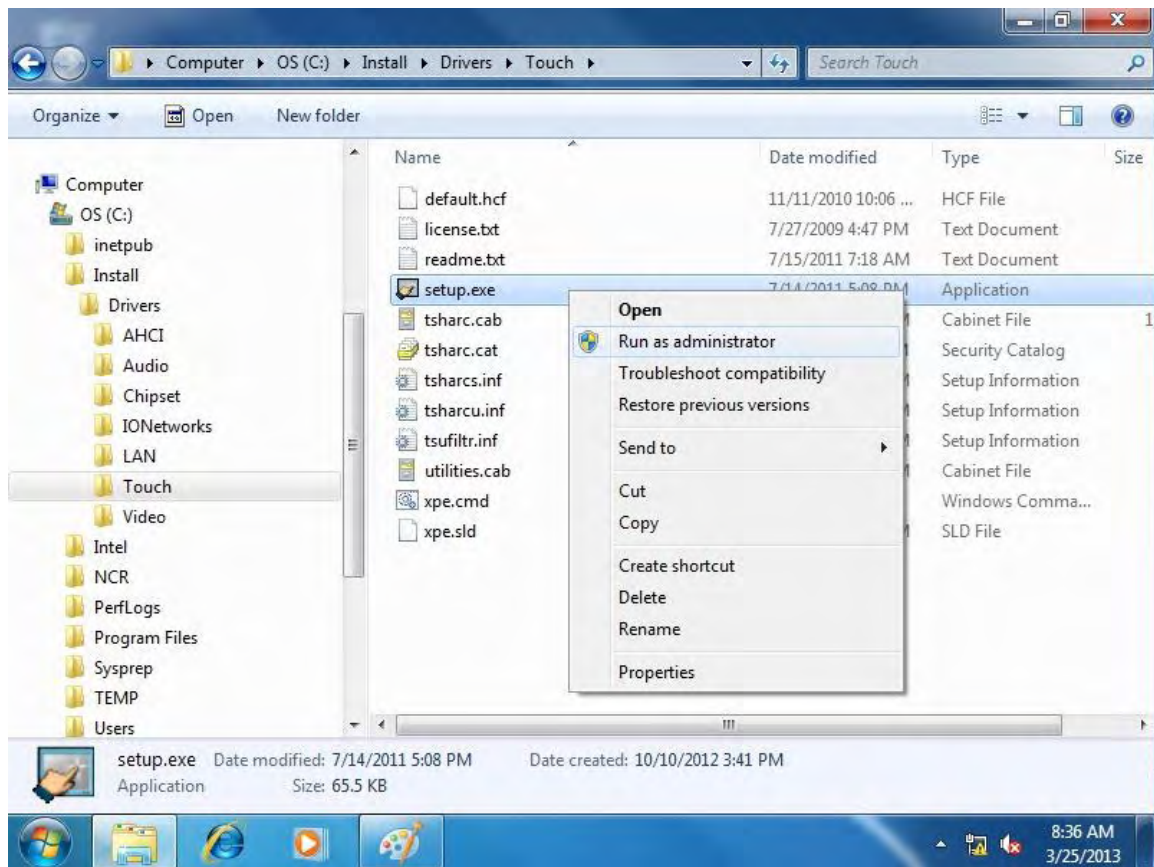 Computer ▸ OS (C:) ▸ Install ▸ Drivers ▸ Touch ▸ Search Touch
Organize Open New folder
Name Date modified Type Size
Computer
OS (C:)
inetpub
Install
Drivers
AHCI
Audio
Chipset
IONetworks
LAN
Touch
Video
Intel
NCR
PerfLogs
Program Files
Sysprep
TEMP
Users
default.hcf 11/11/2010 10:06 ... HCF File
license.txt 7/27/2009 4:47 PM Text Document
readme.txt 7/15/2011 7:18 AM Text Document
setup.exe 7/14/2011 5:08 PM Application
tsharc.cab Cabinet File 1
tsharc.cat Security Catalog
tsharcs.inf Setup Information
tsharcu.inf Setup Information
tsufiltr.inf Setup Information
utilities.cab Cabinet File
xpe.cmd Windows Comma...
xpe.sld SLD File
Open
Run as administrator
Troubleshoot compatibility
Restore previous versions
Send to
Cut
Copy
Create shortcut
Delete
Rename
Properties
setup.exe Date modified: 7/14/2011 5:08 PM Date created: 10/10/2012 3:41 PM
Application Size: 65.5 KB
8:36 AM
3/25/2013